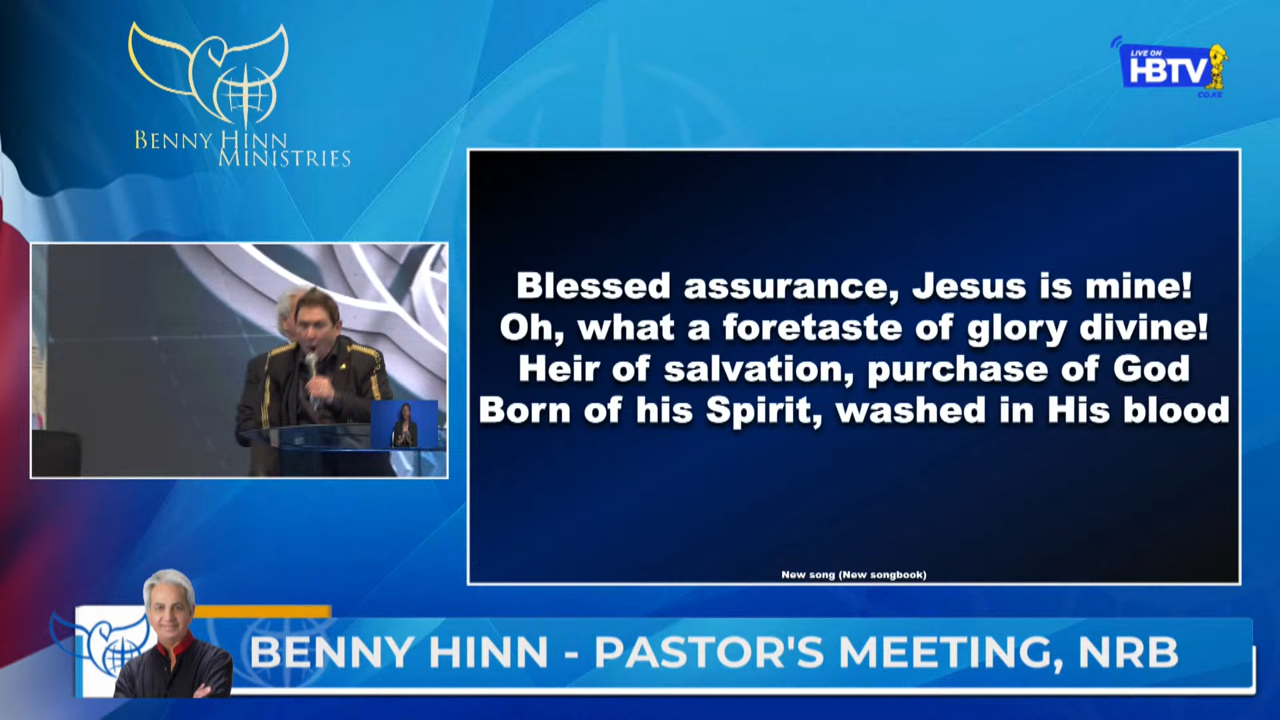 BENNY HINN
MINISTRIES
LIVE ON
HBTV
CO.KE
Blessed assurance, Jesus is mine!
Oh, what a foretaste of glory divine!
Heir of salvation, purchase of God
Born of his Spirit, washed in His blood
New song (New songbook)
BENNY HINN - PASTOR'S MEETING, NRB